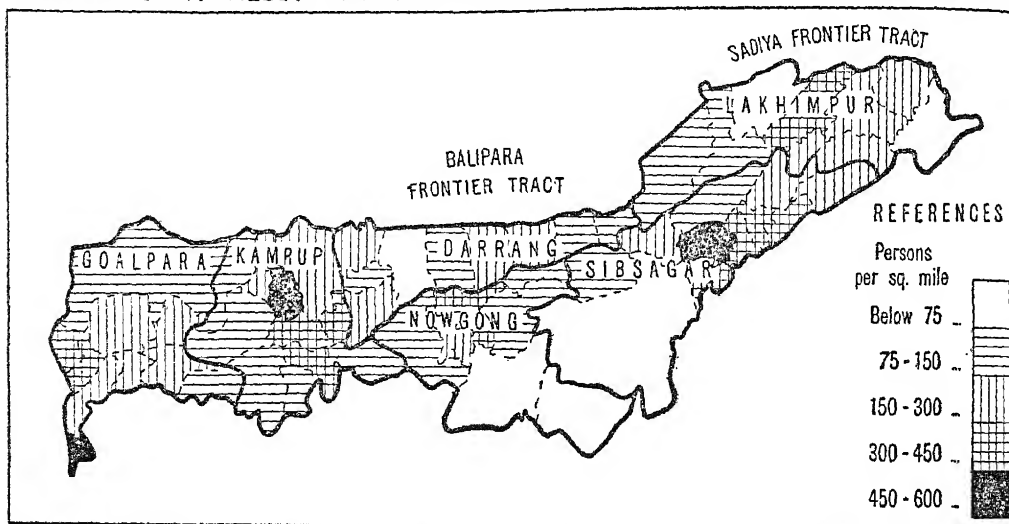 SADIYA FRONTIER TRACT
LAKHIMPUR
BALIPARA
FRONTIER TRACT
REFERENCES
GOALPARA
KAMRUP
DARRANG
SIBSAGAR
NOWGONG
Persons
per sq. mile
Below 75
75-150
150-300
300-450
450-600